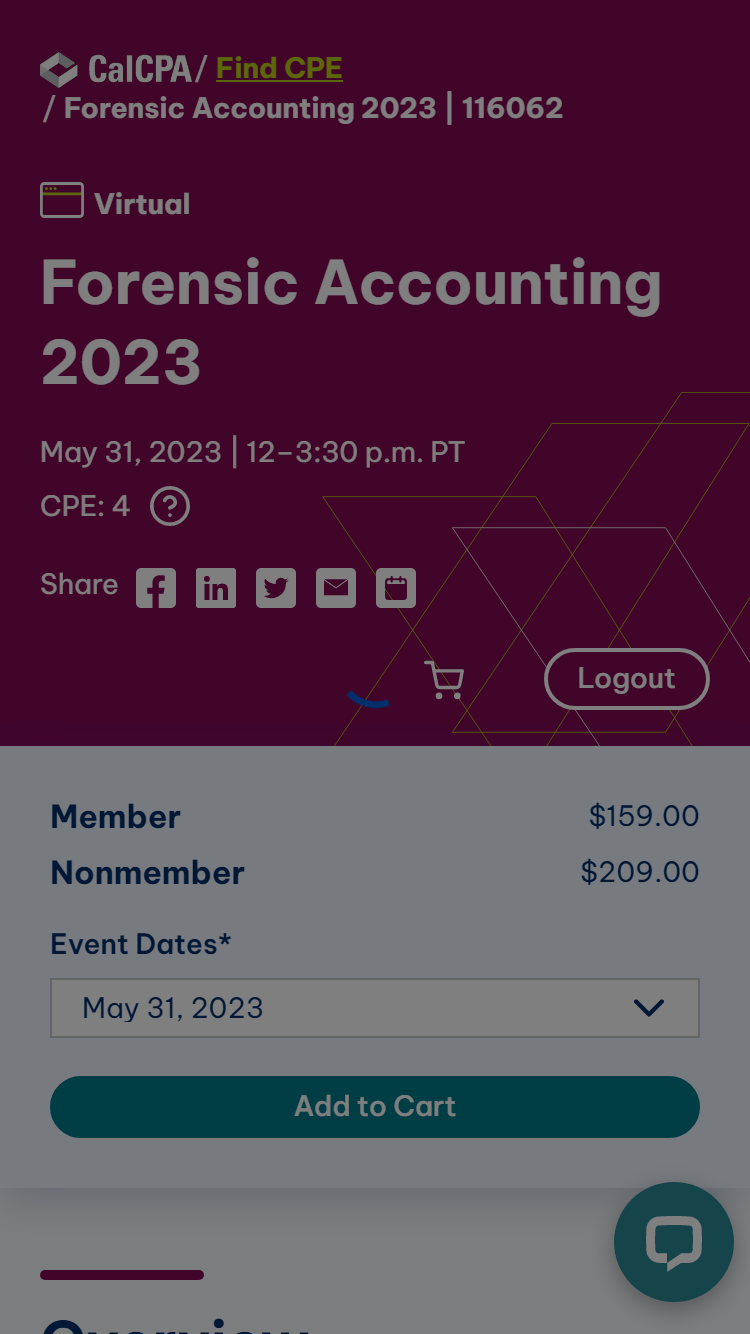 CalCPA / Find CPE
/ Forensic Accounting 2023 | 116062
Virtual
Forensic Accounting
2023
May 31, 2023 | 12–3:30 p.m. PT
CPE: 4 ?
Share
Logout
Member $159.00
Nonmember $209.00
Event Dates*
May 31, 2023
Add to Cart
Overview